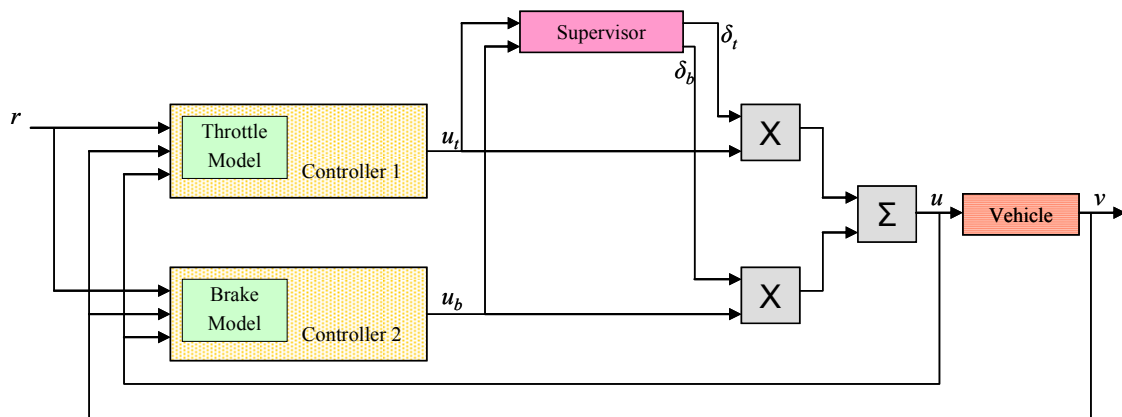 Supervisor
δt
δb
r
Throttle
Model
Controller 1
ut
X
Σ
u
Vehicle
v
Brake
Model
Controller 2
ub
X